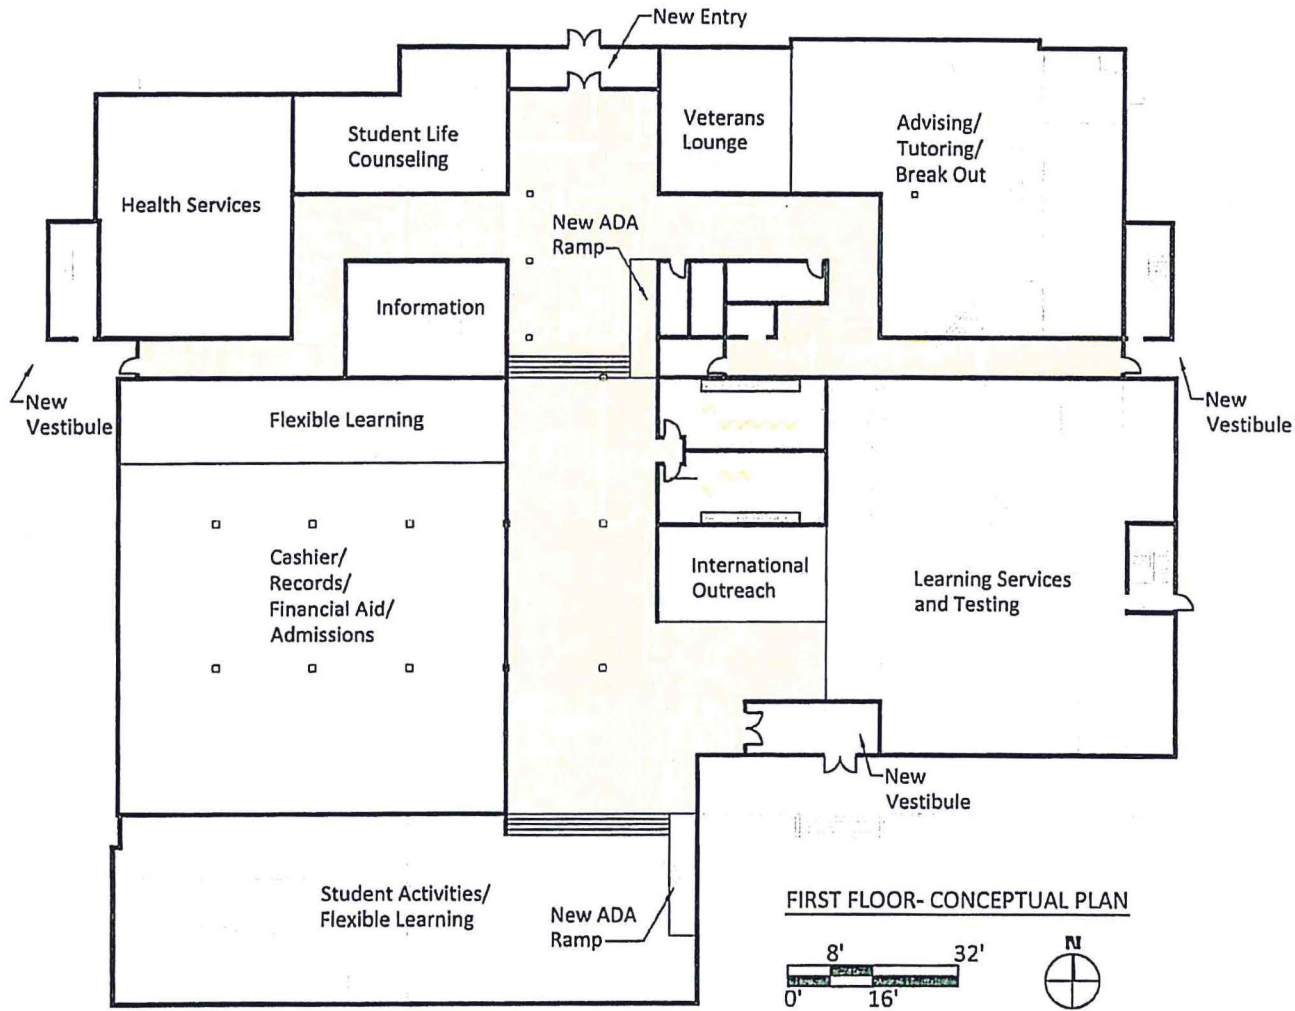 New Entry
Student Life
Counseling
Veterans
Lounge
Advising/
Tutoring/
Break Out
Health Services
New ADA
Ramp
Information
New
Vestibule
Flexible Learning
New
Vestibule
Cashier/
Records/
Financial Aid/
Admissions
International
Outreach
Learning Services
and Testing
New
Vestibule
Student Activities/
Flexible Learning
New ADA
Ramp
FIRST FLOOR- CONCEPTUAL PLAN
8' 32'
0' 16'
N